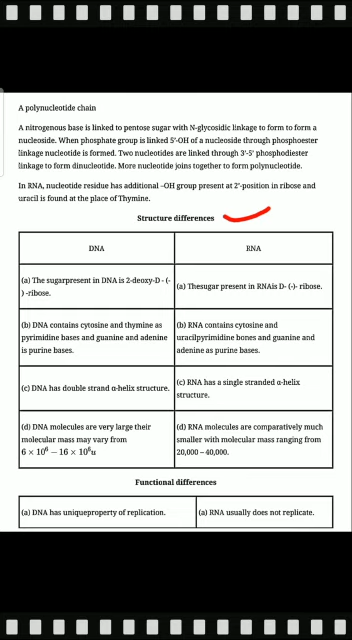 A polynucleotide chain
A nitrogenous base is linked to pentose sugar with N-glycosidic linkage to form to form a
nucleoside. When phosphate group is linked 5'-OH of a nucleoside through phosphoester
linkage nucleotide is formed. Two nucleotides are linked through 3'-5' phosphodiester
linkage to form dinucleotide. More nucleotide joins together to form polynucleotide.
In RNA, nucleotide residue has additional –OH group present at 2'-position in ribose and
uracil is found at the place of Thymine.
Structure differences
DNA
RNA
(a) The sugarpresent in DNA is 2-deoxy-D - (-
) -ribose.
(a) Thesugar present in RNAis D- (-)- ribose.
(b) DNA contains cytosine and thymine as
pyrimidine bases and guanine and adenine
is purine bases.
(b) RNA contains cytosine and
uracilpyrimidine bones and guanine and
adenine as purine bases.
(c) DNA has double strand α-helix structure.
(c) RNA has a single stranded α-helix
structure.
(d) DNA molecules are very large their
molecular mass may vary from
6 × 10⁶ − 16 × 10⁶u
(d) RNA molecules are comparatively much
smaller with molecular mass ranging from
20,000 – 40,000.
Functional differences
(a) DNA has uniqueproperty of replication.
(a) RNA usually does not replicate.